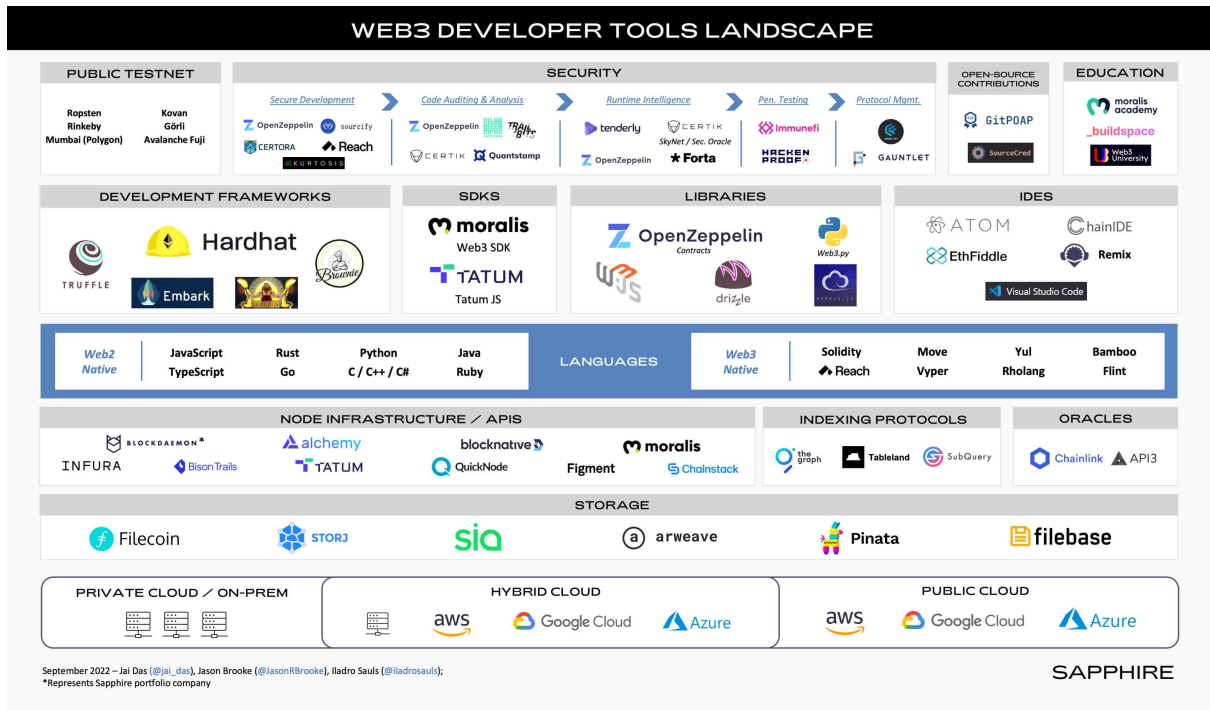 WEB3 DEVELOPER TOOLS LANDSCAPE
PUBLIC TESTNET
Ropsten
Rinkeby
Mumbai (Polygon)
Kovan
Görli
Avalanche Fuji
SECURITY
Secure Development
OpenZeppelin
sourcify
CERTORA
Reach
KURTOSIS
Code Auditing & Analysis
OpenZeppelin
TRAIL
BITS
CERTIK
Quantstamp
Runtime Intelligence
tenderly
CERTIK
SkyNet / Sec. Oracle
OpenZeppelin
Forta
Pen. Testing
Immunefi
HACKEN
PROOF
Protocol Mgmt.
GAUNTLET
OPEN-SOURCE
CONTRIBUTIONS
GitPOAP
SourceCred
EDUCATION
moralis
academy
_buildspace
Web3
University
DEVELOPMENT FRAMEWORKS
TRUFFLE
Hardhat
Embark
Brownie
SDKS
moralis
Web3 SDK
TATUM
Tatum JS
LIBRARIES
OpenZeppelin
Contracts
Web3.py
W3JS
drizzle
ethers.js
IDES
ATOM
ChainIDE
EthFiddle
Remix
Visual Studio Code
Web2
Native
JavaScript
Rust
Python
Java
TypeScript
Go
C / C++ / C#
Ruby
LANGUAGES
Web3
Native
Solidity
Move
Yul
Bamboo
Reach
Vyper
Rholang
Flint
NODE INFRASTRUCTURE / APIS
BLOCKDAEMON*
alchemy
blocknative
moralis
INFURA
Bison Trails
TATUM
QuickNode
Figment
Chainstack
INDEXING PROTOCOLS
the
graph
Tableland
SubQuery
ORACLES
Chainlink
API3
STORAGE
Filecoin
STORJ
sia
a arweave
Pinata
filebase
PRIVATE CLOUD / ON-PREM
HYBRID CLOUD
aws
Google Cloud
Azure
PUBLIC CLOUD
aws
Google Cloud
Azure
September 2022 – Jai Das (@jai_das), Jason Brooke (@JasonRBrooke), Iladro Sauls (@iladrosauls);
*Represents Sapphire portfolio company
SAPPHIRE